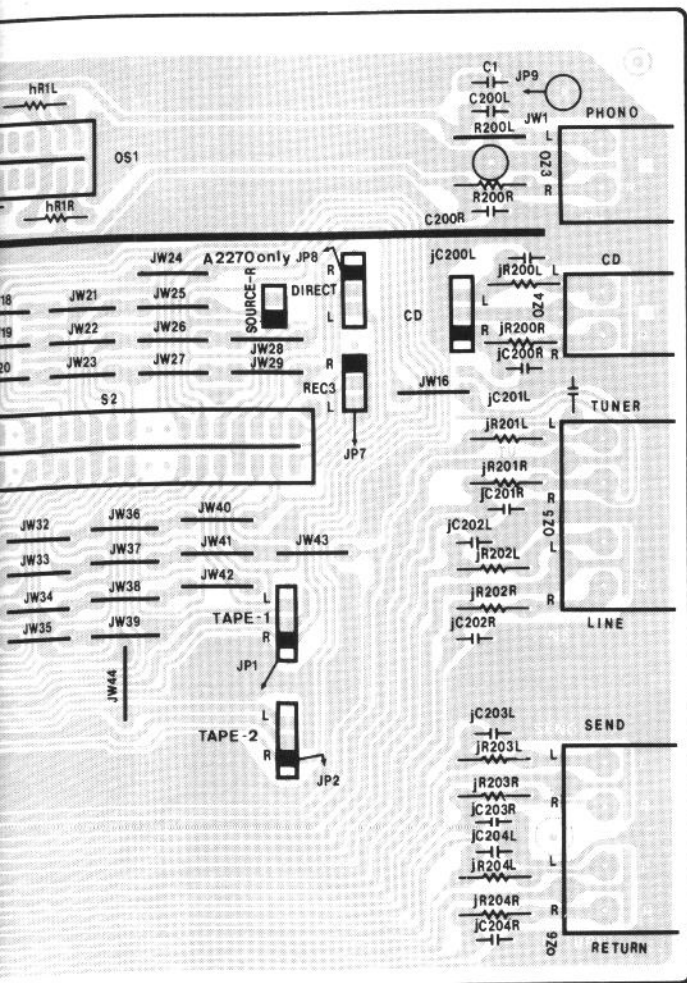 C1
JP9
hR1L
C200L
JW1
PHONO
R200L
L
OS1
OZ3
R
R200R
hR1R
C200R
JW24
A2270only
JP8
jC200L
CD
R
jR200L
L
SOURCE-R
DIRECT
OZ4
18
JW21
JW25
L
CD
L
19
JW22
JW26
R
jR200R
JW28
20
JW23
JW27
JW29
R
jC200R
R
REC3
JW16
jC201L
S2
L
TUNER
jR201L
L
JP7
jR201R
jC201R
R
JW36
JW40
JW32
jC202L
OZ5
JW33
JW37
JW41
JW43
jR202L
L
JW42
JW34
JW38
L
jR202R
R
TAPE-1
JW35
JW39
R
jC202R
LINE
JP1
JW44
L
jC203L
SEND
TAPE-2
R
jR203L
L
JP2
jR203R
R
jC203R
jC204L
L
jR204L
jR204R
R
jC204R
OZ6
RETURN